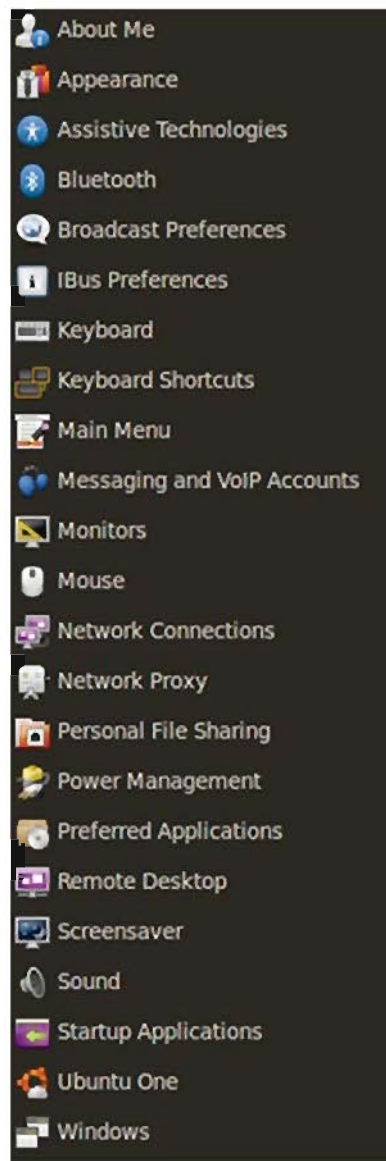 About Me
Appearance
Assistive Technologies
Bluetooth
Broadcast Preferences
IBus Preferences
Keyboard
Keyboard Shortcuts
Main Menu
Messaging and VoIP Accounts
Monitors
Mouse
Network Connections
Network Proxy
Personal File Sharing
Power Management
Preferred Applications
Remote Desktop
Screensaver
Sound
Startup Applications
Ubuntu One
Windows